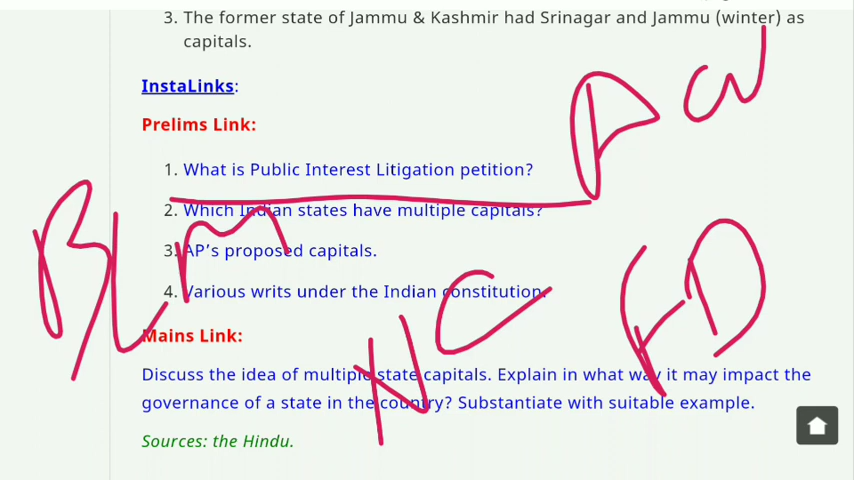 3. The former state of Jammu & Kashmir had Srinagar and Jammu (winter) as
capitals.
InstaLinks:
Prelims Link:
1. What is Public Interest Litigation petition?
2. Which Indian states have multiple capitals?
3. AP's proposed capitals.
4. Various writs under the Indian constitution.
Mains Link:
Discuss the idea of multiple state capitals. Explain in what way it may impact the
governance of a state in the country? Substantiate with suitable example.
Sources: the Hindu.